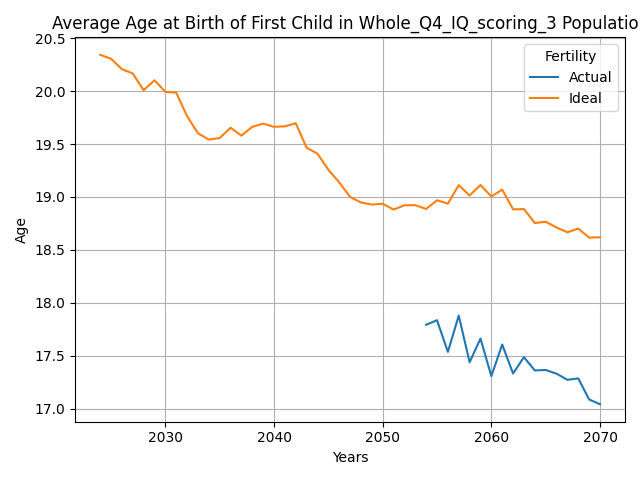 Average Age at Birth of First Child in Whole_Q4_IQ_scoring_3 Populatio
20.5
20.0
19.5
19.0
18.5
18.0
17.5
17.0
Age
Fertility
Actual
Ideal
2030 2040 2050 2060 2070
Years